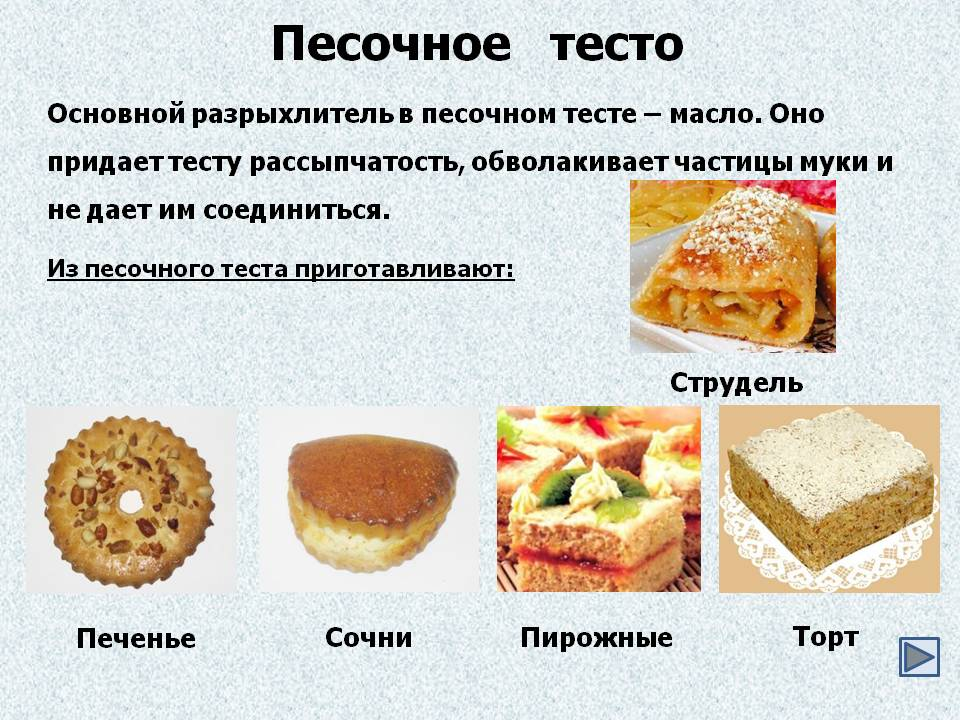 Песочное тесто
Основной разрыхлитель в песочном тесте – масло. Оно
придает тесту рассыпчатость, обволакивает частицы муки и
не дает им соединиться.
Из песочного теста приготавливают:
Струдель
Печенье
Сочни
Пирожные
Торт